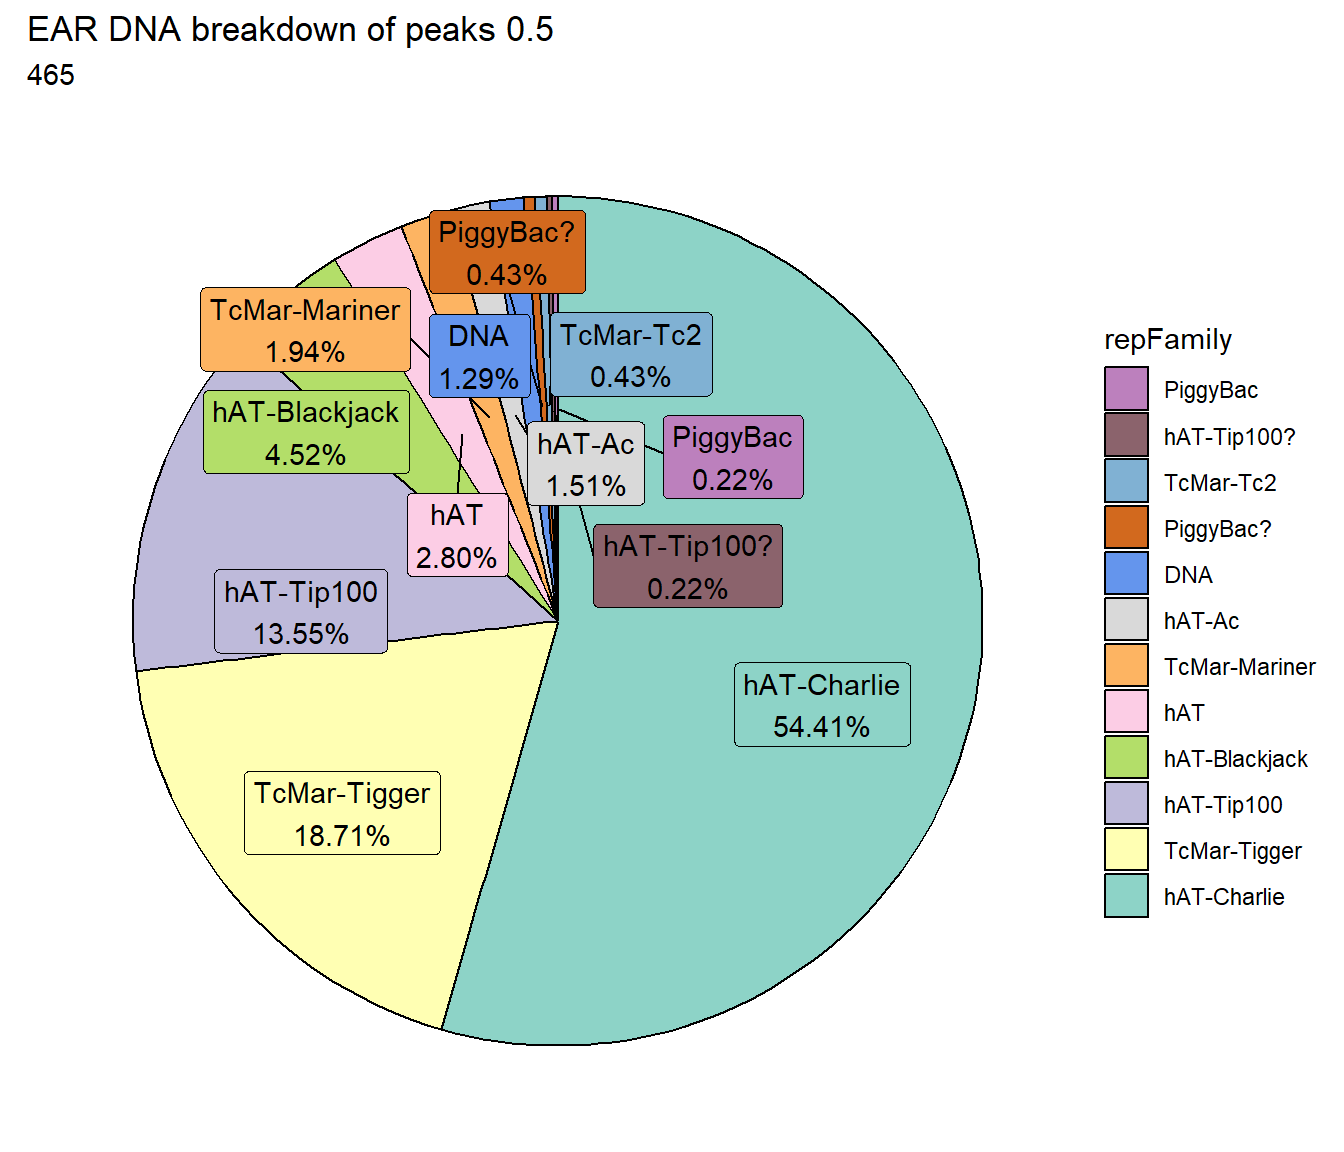 EAR DNA breakdown of peaks 0.5
465
PiggyBac?
0.43%
TcMar-Mariner
1.94%
DNA
1.29%
TcMar-Tc2
0.43%
hAT-Blackjack
4.52%
hAT-Ac
1.51%
PiggyBac
0.22%
hAT
2.80%
hAT-Tip100?
0.22%
hAT-Tip100
13.55%
hAT-Charlie
54.41%
TcMar-Tigger
18.71%
repFamily
PiggyBac
hAT-Tip100?
TcMar-Tc2
PiggyBac?
DNA
hAT-Ac
TcMar-Mariner
hAT
hAT-Blackjack
hAT-Tip100
TcMar-Tigger
hAT-Charlie